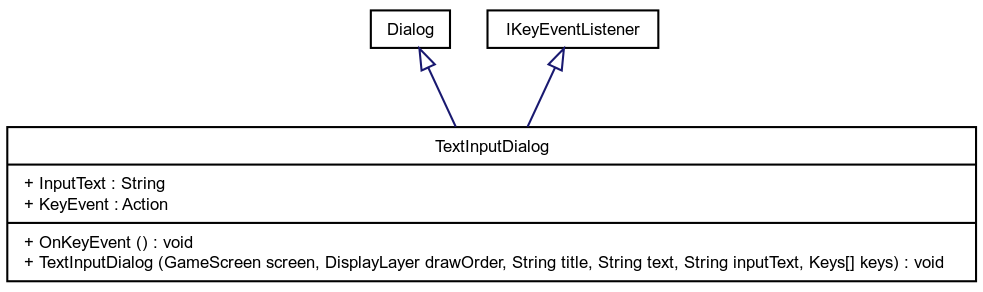 Dialog
IKeyEventListener
TextInputDialog
+ InputText : String
+ KeyEvent : Action
+ OnKeyEvent () : void
+ TextInputDialog (GameScreen screen, DisplayLayer drawOrder, String title, String text, String inputText, Keys[] keys) : void